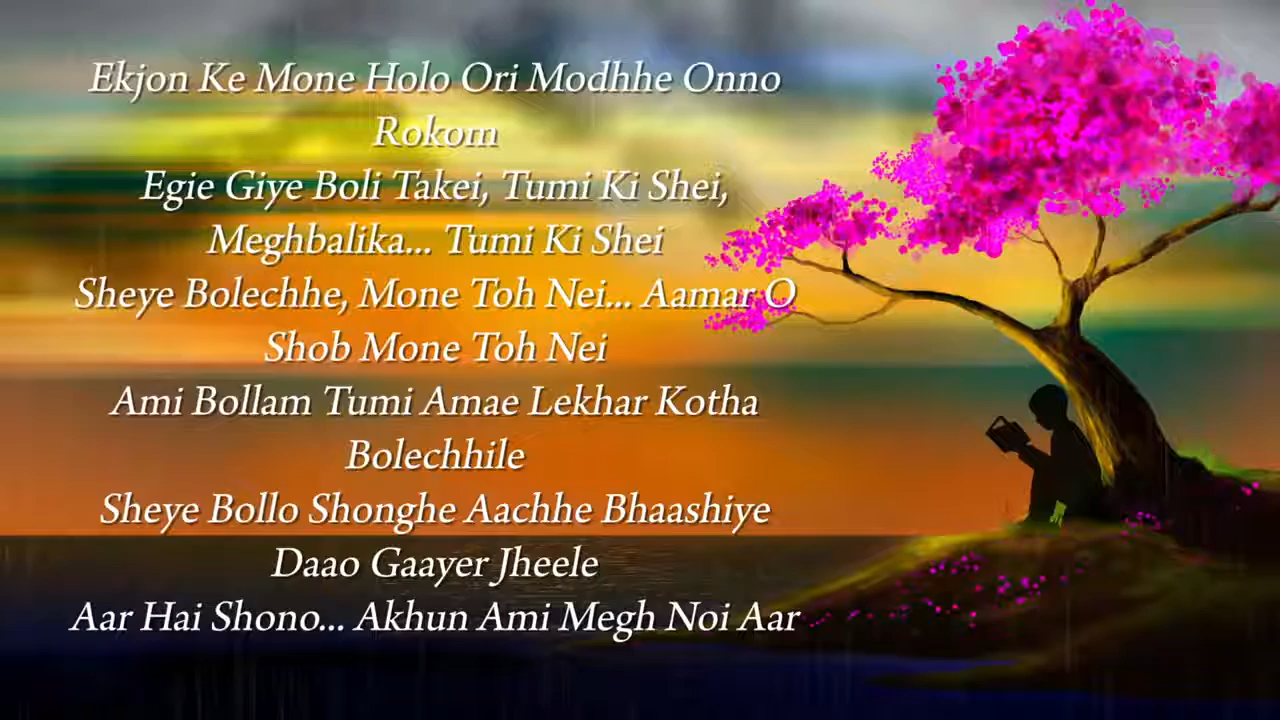 Ekjon Ke Mone Holo Ori Modhhe Onno
Rokom
Egie Giye Boli Takei, Tumi Ki Shei,
Meghbalika... Tumi Ki Shei
Sheye Bolechhe, Mone Toh Nei... Aamar O
Shob Mone Toh Nei
Ami Bollam Tumi Amae Lekhar Kotha
Bolechhile
Sheye Bollo Shonghe Aachhe Bhaashiye
Daao Gaayer Jheele
Aar Hai Shono... Akhun Ami Megh Noi Aar